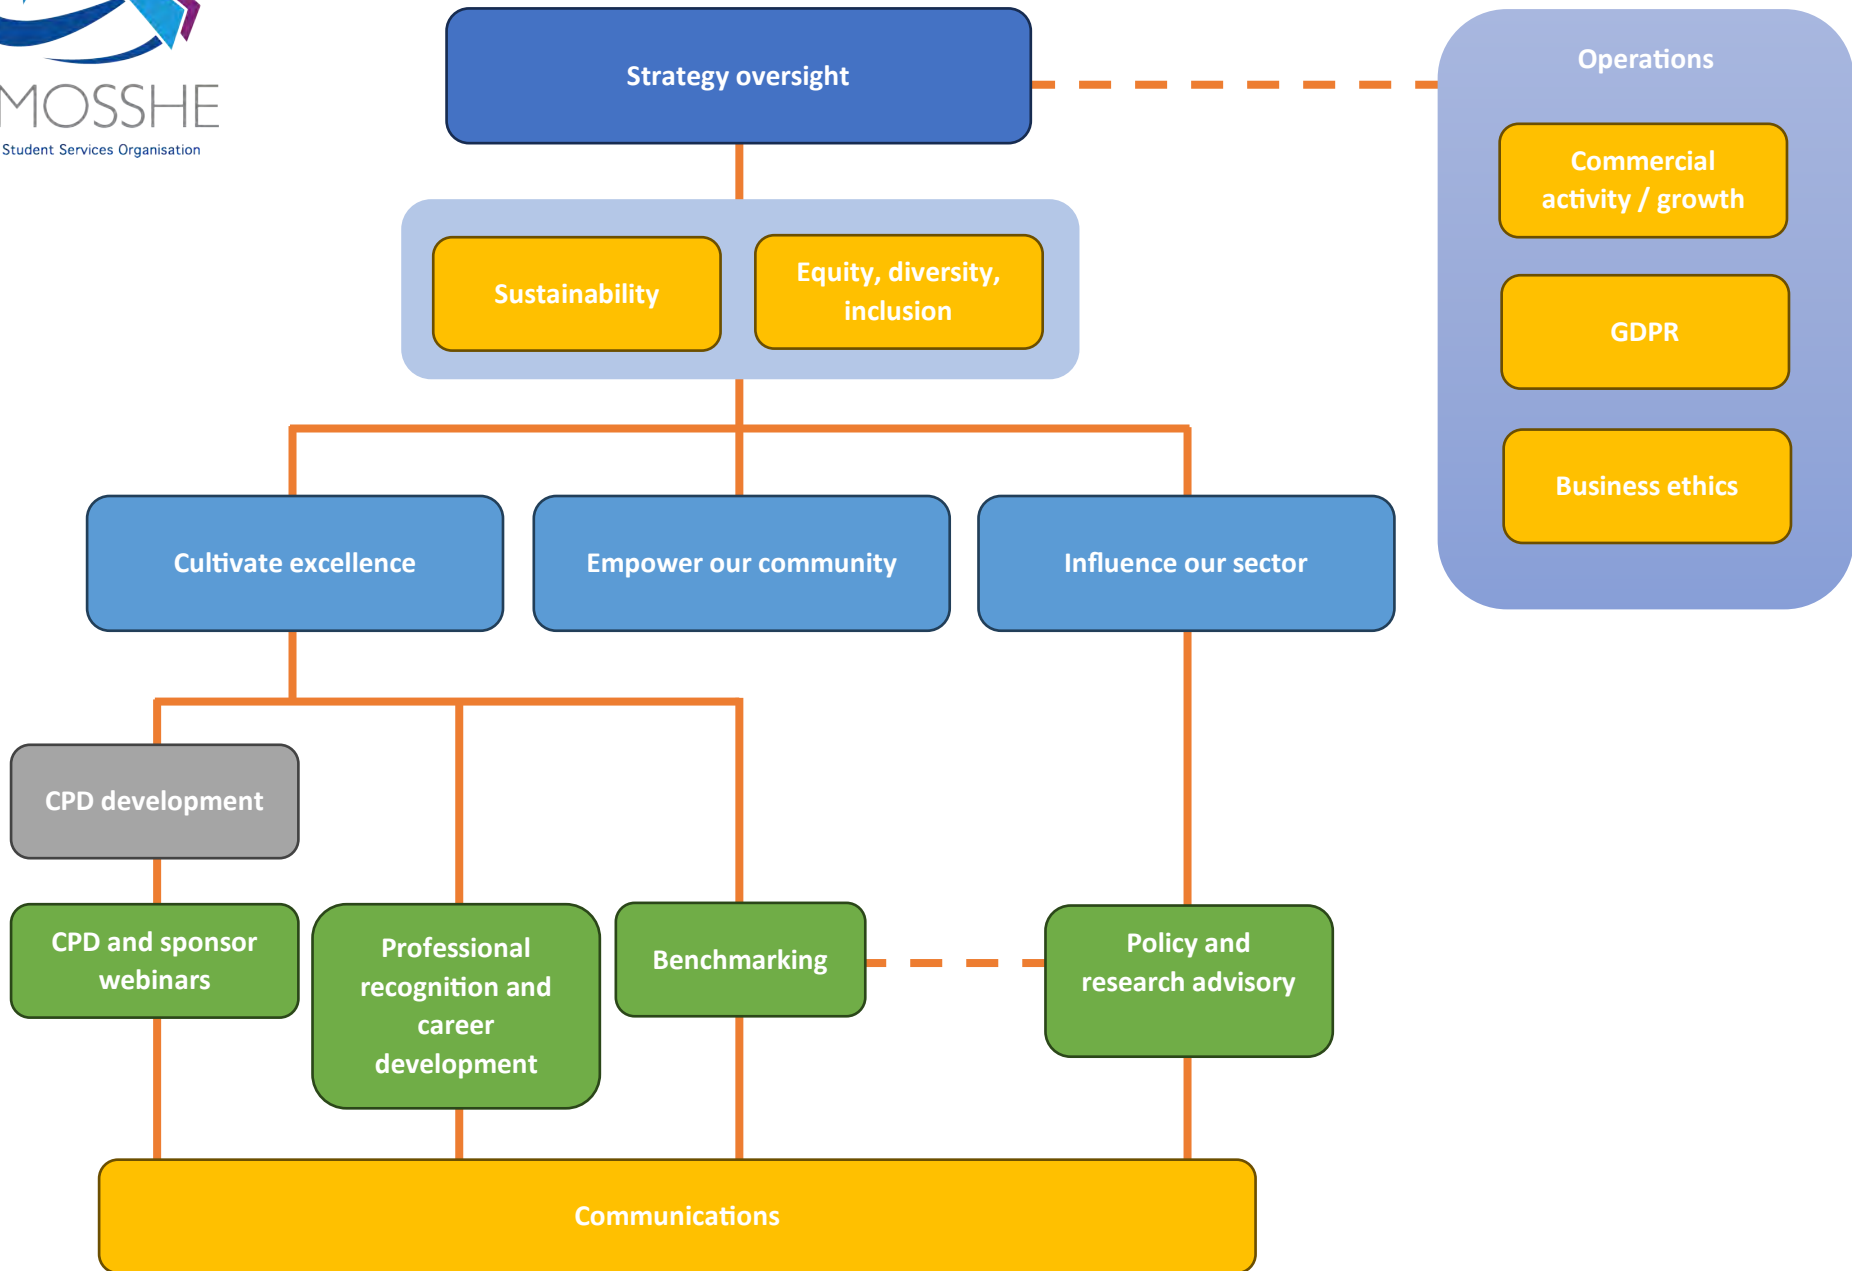 MOSSHE
Student Services Organisation
Strategy oversight
Operations
Commercial
activity / growth
GDPR
Business ethics
Sustainability
Equity, diversity,
inclusion
Cultivate excellence
Empower our community
Influence our sector
CPD development
CPD and sponsor
webinars
Professional
recognition and
career
development
Benchmarking
Policy and
research advisory
Communications